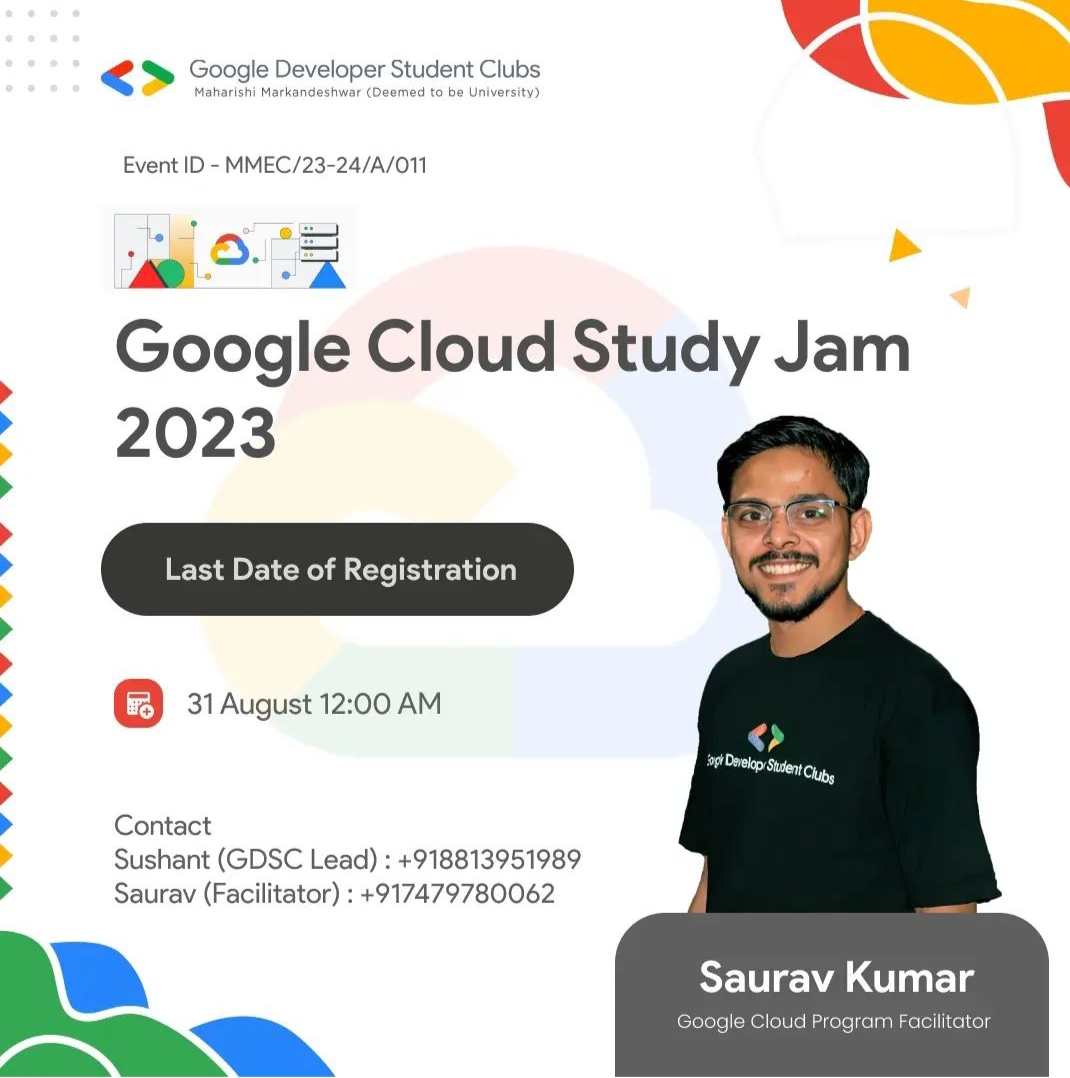 Google Developer Student Clubs
Maharishi Markandeshwar (Deemed to be University)
Event ID - MMEC/23-24/A/011
Google Cloud Study Jam
2023
Last Date of Registration
31 August 12:00 AM
Contact
Sushant (GDSC Lead) : +918813951989
Saurav (Facilitator) : +917479780062
Google Developer Student Clubs
Saurav Kumar
Google Cloud Program Facilitator